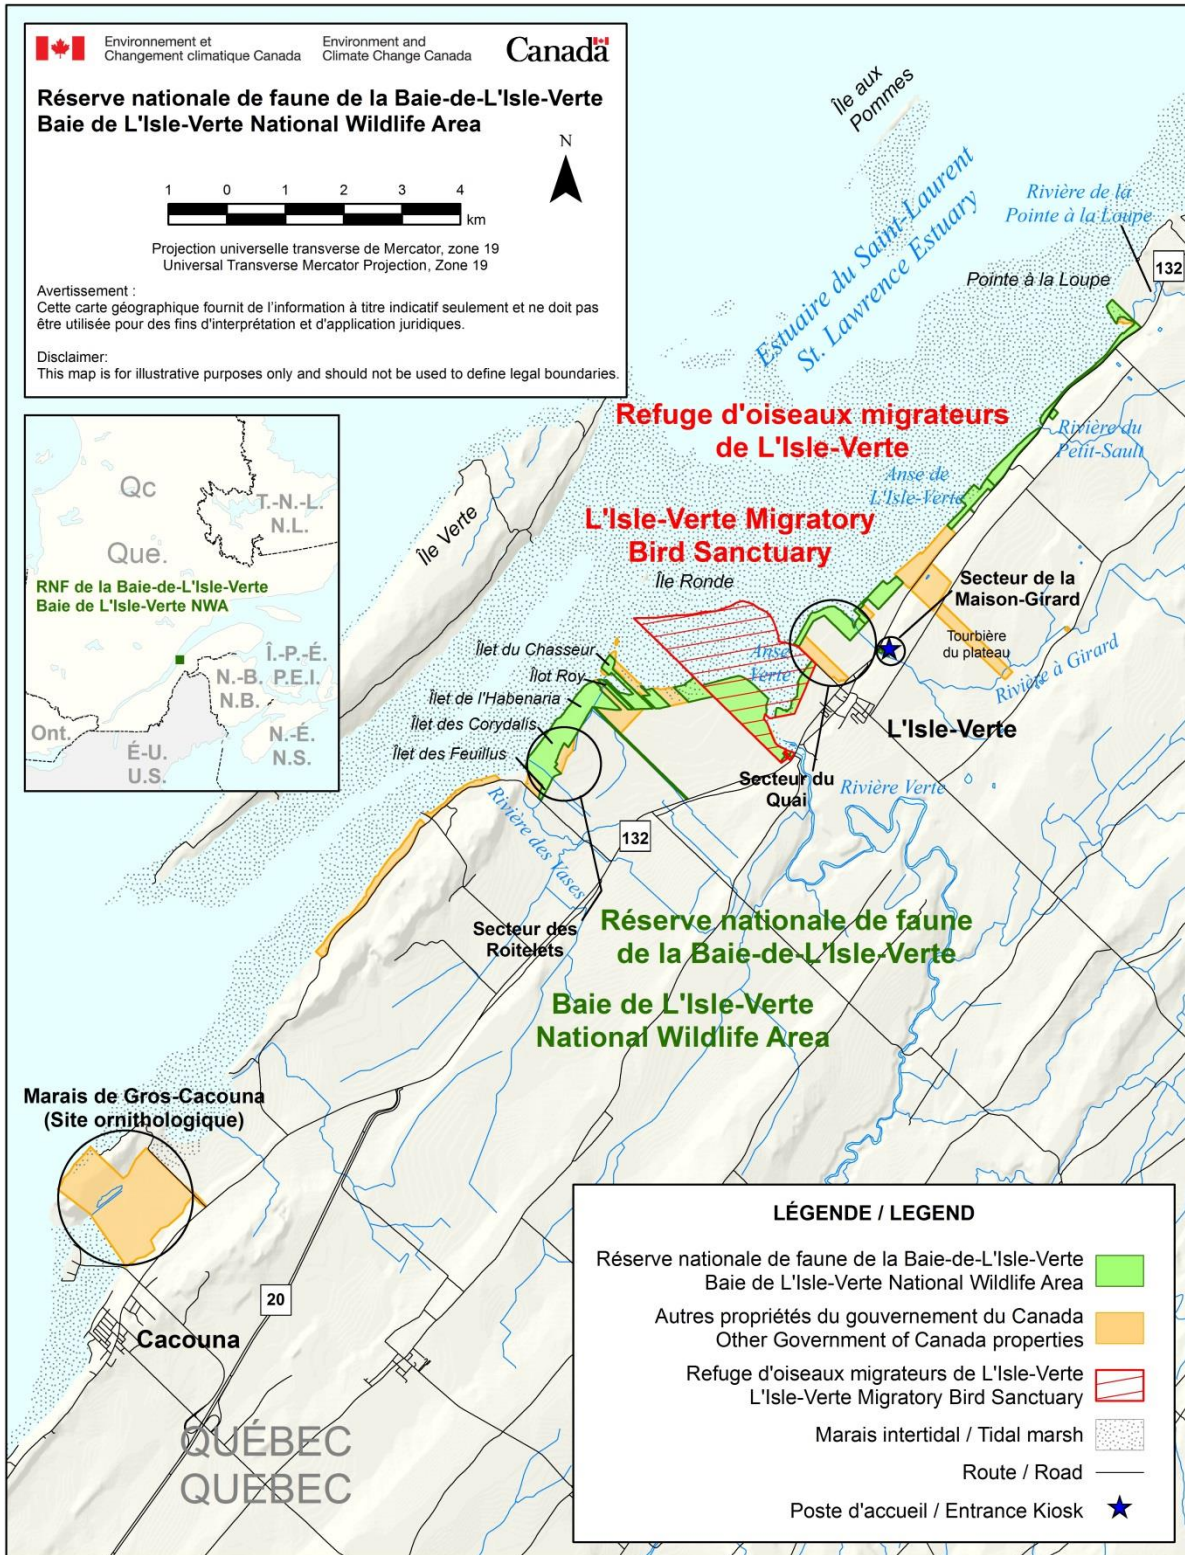 Environnement et
Changement climatique Canada
Environment and
Climate Change Canada
Canada
Réserve nationale de faune de la Baie-de-L'Isle-Verte
Baie de L'Isle-Verte National Wildlife Area
N
1 0 1 2 3 4
km
Projection universelle transverse de Mercator, zone 19
Universal Transverse Mercator Projection, Zone 19
Avertissement :
Cette carte géographique fournit de l'information à titre indicatif seulement et ne doit pas
être utilisée pour des fins d'interprétation et d'application juridiques.
Disclaimer:
This map is for illustrative purposes only and should not be used to define legal boundaries.
Qc
Que.
T.-N.-L.
N.L.
RNF de la Baie-de-L'Isle-Verte
Baie de L'Isle-Verte NWA
Î.-P.-É.
P.E.I.
N.-B.
N.B.
Ont.
É-U.
U.S.
N.-É.
N.S.
Île aux
Pommes
Estuaire du Saint-Laurent
St. Lawrence Estuary
Rivière de la
Pointe à la Loupe
132
Pointe à la Loupe
Refuge d'oiseaux migrateurs
de L'Isle-Verte
Rivière du
Petit-Sault
Anse de
L'Isle-Verte
Île Verte
L'Isle-Verte Migratory
Bird Sanctuary
Île Ronde
Secteur de la
Maison-Girard
Tourbière
du plateau
Rivière à Girard
Îlet du Chasseur
Îlot Roy
Îlet de l'Habenaria
Îlet des Corydalis
Îlet des Feuillus
Anse
Verte
L'Isle-Verte
Secteur du
Quai
Rivière Verte
Rivière des Vases
132
Secteur des
Roitelets
Réserve nationale de faune
de la Baie-de-L'Isle-Verte
Baie de L'Isle-Verte
National Wildlife Area
Marais de Gros-Cacouna
(Site ornithologique)
20
Cacouna
QUÉBEC
QUEBEC
LÉGENDE / LEGEND
Réserve nationale de faune de la Baie-de-L'Isle-Verte
Baie de L'Isle-Verte National Wildlife Area
Autres propriétés du gouvernement du Canada
Other Government of Canada properties
Refuge d'oiseaux migrateurs de L'Isle-Verte
L'Isle-Verte Migratory Bird Sanctuary
Marais intertidal / Tidal marsh
Route / Road
Poste d'accueil / Entrance Kiosk